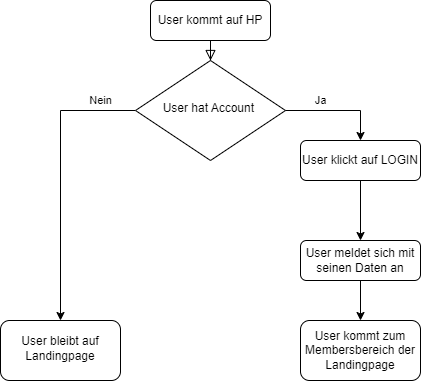 User kommt auf HP
User hat Account
Nein
Ja
User klickt auf LOGIN
User meldet sich mit
seinen Daten an
User bleibt auf
Landingpage
User kommt zum
Membersbereich der
Landingpage